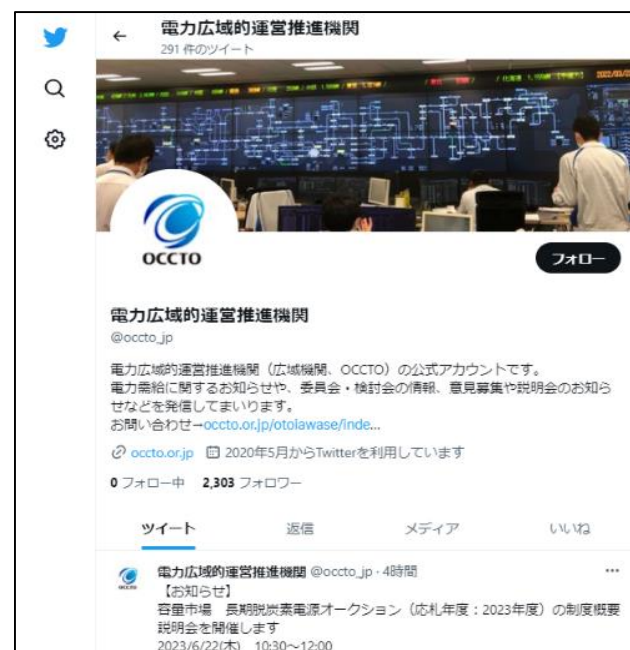 電力広域的運営推進機関
291 件のツイート
OCCTO
フォロー
電力広域的運営推進機関
@occto_jp
電力広域的運営推進機関（広域機関、OCCTO）の公式アカウントです。
電力需給に関するお知らせや、委員会・検討会の情報、意見募集や説明会のお知ら
せなどを発信してまいります。
お問い合わせ→occto.or.jp/otoiawase/inde...
occto.or.jp 2020年5月からTwitterを利用しています
0 フォロー中 2,303 フォロワー
ツイート 返信 メディア いいね
OCCTO 電力広域的運営推進機関 @occto_jp · 4時間 ...
【お知らせ】
容量市場 長期脱炭素電源オークション（応札年度：2023年度）の制度概要
説明会を開催します
2023/6/22(木) 10:30～12:00